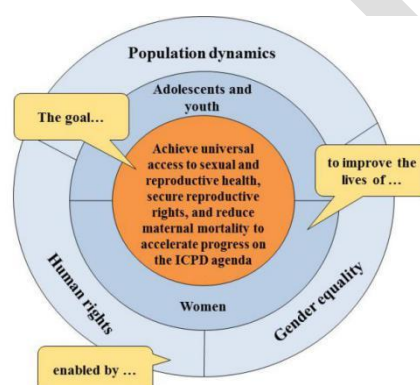 Population dynamics
Adolescents and
youth
The goal…
Achieve universal
access to sexual and
reproductive health,
secure reproductive
rights, and reduce
maternal mortality to
accelerate progress on
the ICPD agenda
to improve the
lives of …
Women
Human rights
Gender equality
enabled by …